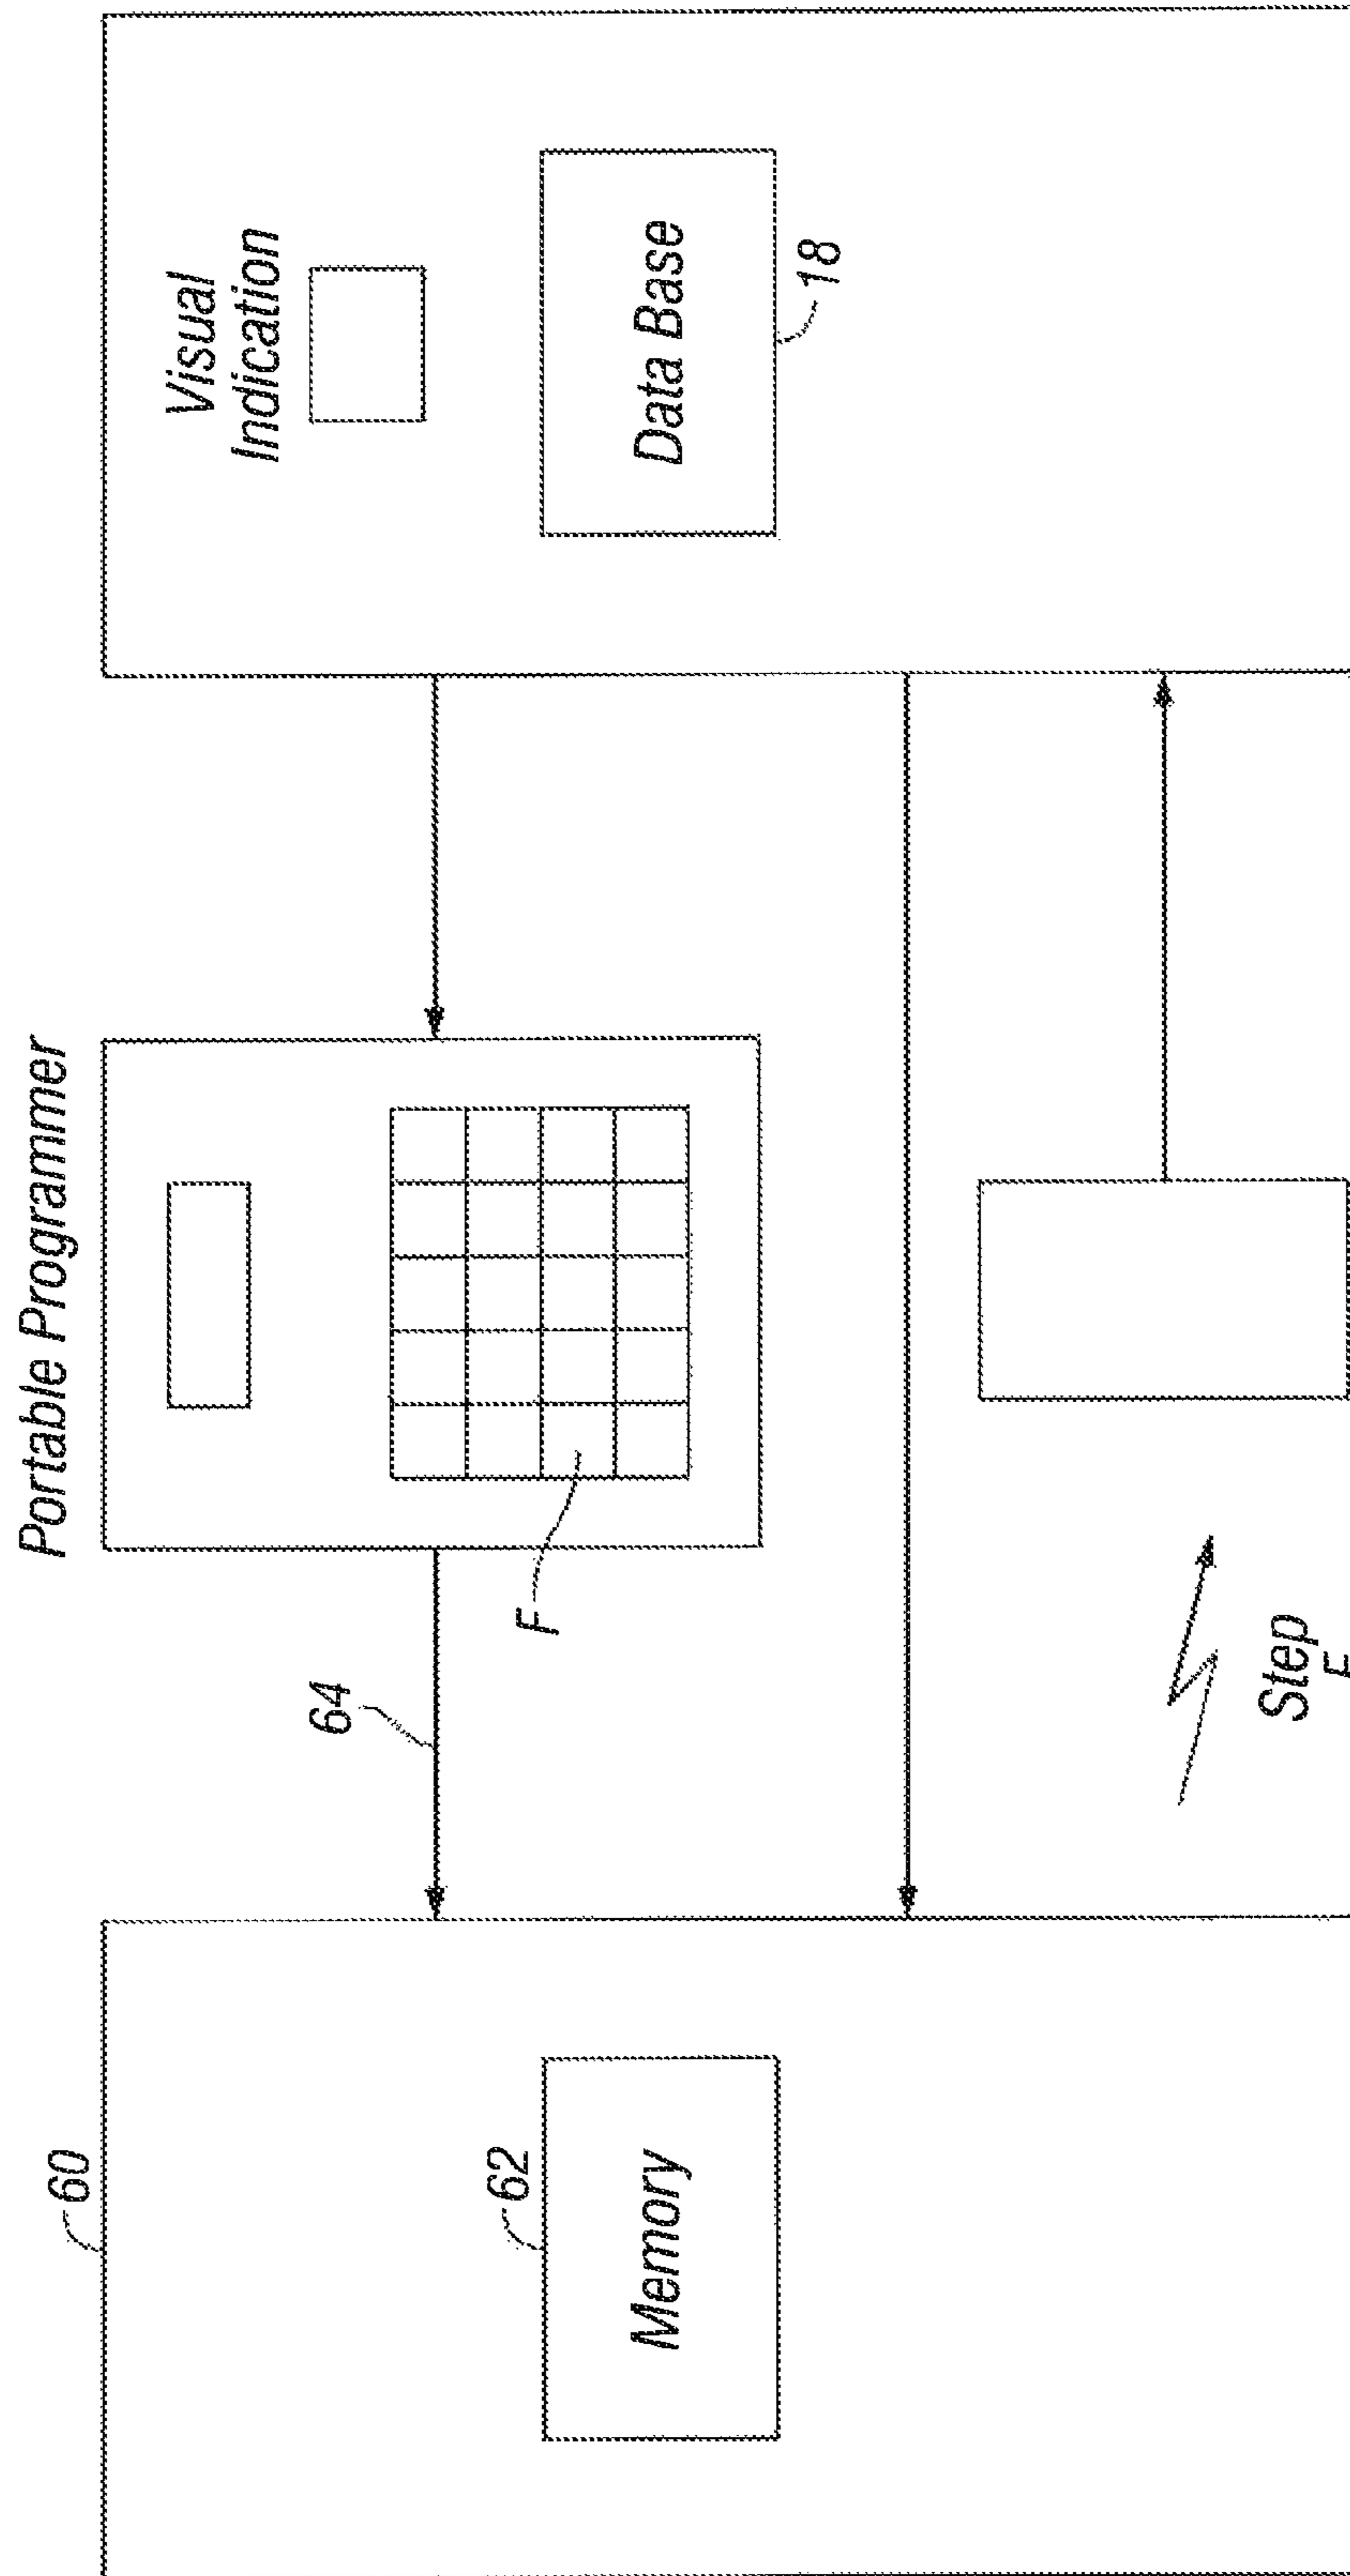 Portable Programmer
60
Visual
Indication
64
62
F
Memory
Data Base
18
Step